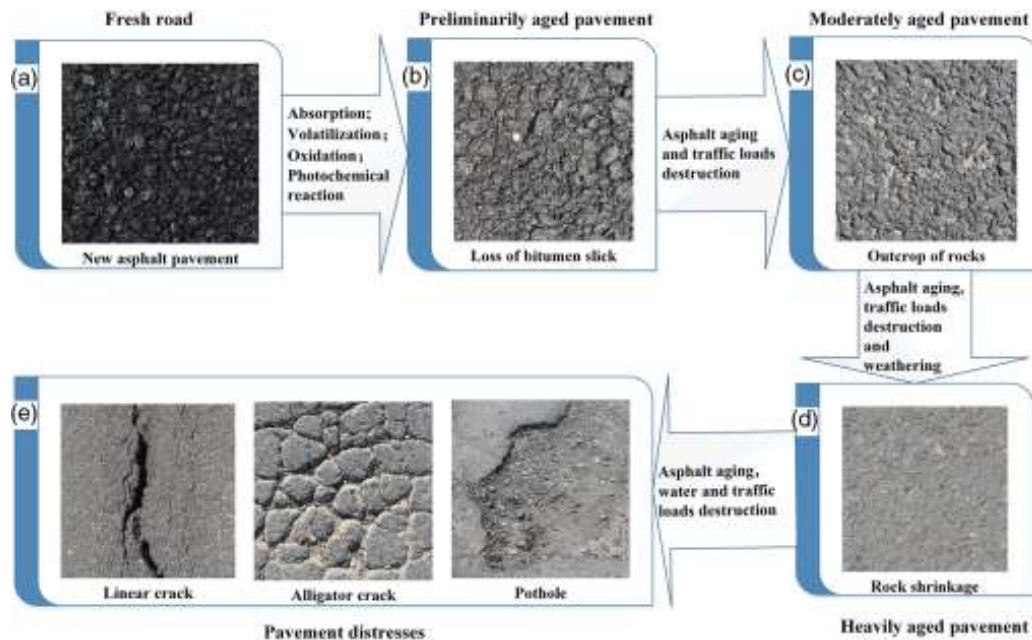 Fresh road
Preliminarily aged pavement
Moderately aged pavement
(a)
New asphalt pavement
Absorption;
Volatilization;
Oxidation;
Photochemical
reaction
(b)
Loss of bitumen slick
Asphalt aging
and traffic loads
destruction
(c)
Outcrop of rocks
Asphalt aging,
traffic loads
destruction
and
weathering
(d)
Rock shrinkage
Heavily aged pavement
Asphalt aging,
water and traffic
loads destruction
(e)
Linear crack
Alligator crack
Pothole
Pavement distresses